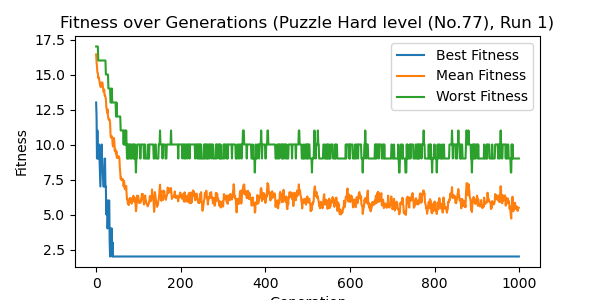 Fitness over Generations (Puzzle Hard level (No.77), Run 1)
17.5
15.0
12.5
10.0
7.5
5.0
2.5
Fitness
Best Fitness
Mean Fitness
Worst Fitness
0 200 400 600 800 1000
Generation